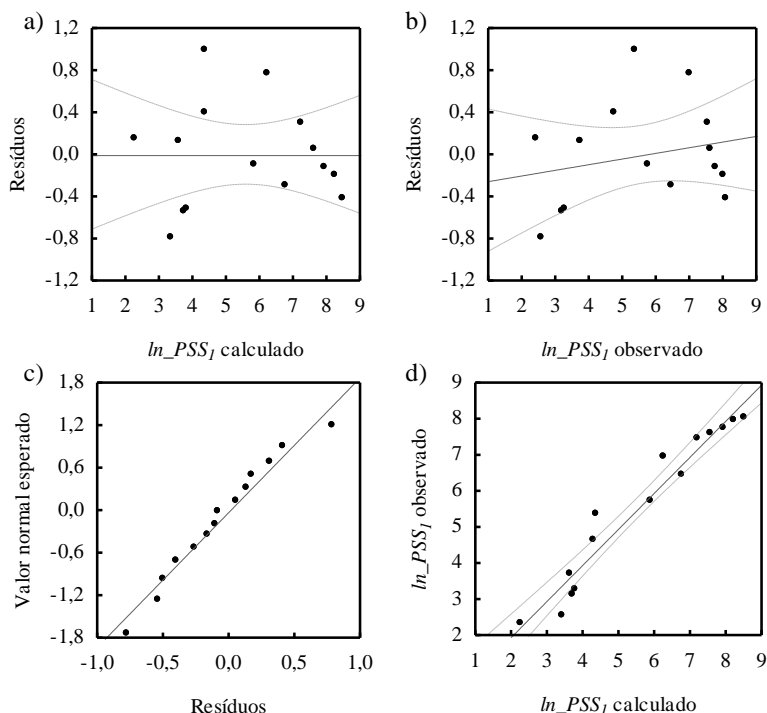 a)
1,2
0,8
0,4
0,0
-0,4
-0,8
-1,2
Resíduos
1 2 3 4 5 6 7 8 9
ln_PSS1 calculado
b)
1,2
0,8
0,4
0,0
-0,4
-0,8
-1,2
Resíduos
1 2 3 4 5 6 7 8 9
ln_PSS1 observado
c)
1,8
1,2
0,6
0,0
-0,6
-1,2
-1,8
Valor normal esperado
-1,0 -0,5 0,0 0,5 1,0
Resíduos
d)
9
8
7
6
5
4
3
2
ln_PSS1 observado
1 2 3 4 5 6 7 8 9
ln_PSS1 calculado